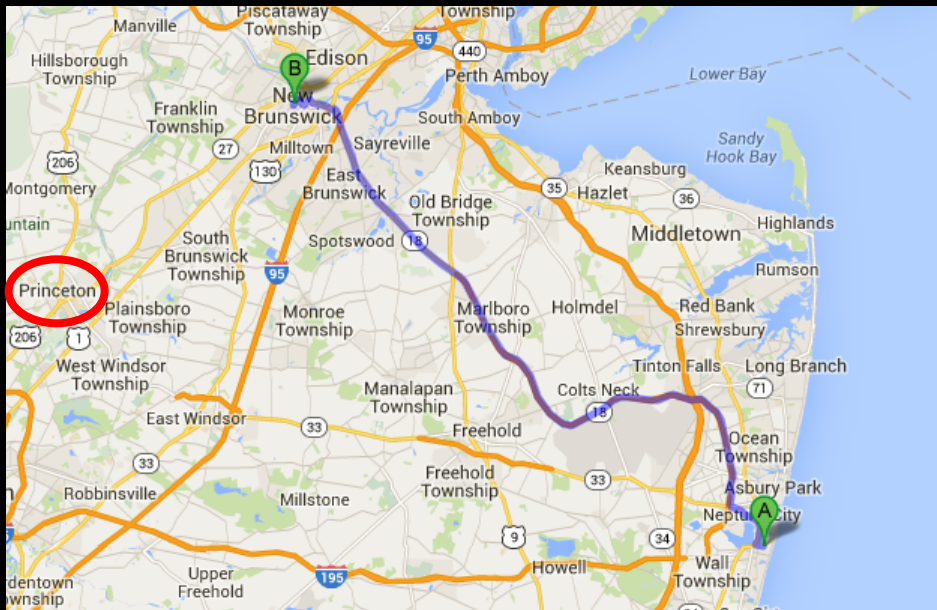 Piscataway
Township
Township
Manville
95
440
Hillsborough
Township
B
Edison
Perth Amboy
Lower Bay
New
Brunswick
Franklin
Township
South Amboy
Sandy
Hook Bay
27
Milltown
Sayreville
206
130
Keansburg
Montgomery
East
Brunswick
35
Hazlet
36
Old Bridge
Township
untain
Highlands
Middletown
South
Brunswick
Township
Spotswood
18
95
Rumson
Princeton
Plainsboro
Township
Monroe
Township
Marlboro
Township
Holmdel
Red Bank
Shrewsbury
206
1
West Windsor
Township
Tinton Falls
Long Branch
71
Manalapan
Township
Colts Neck
18
East Windsor
33
Freehold
Ocean
Township
33
Robbinsville
Millstone
Freehold
Township
33
Asbury Park
Neptune City
A
9
34
Howell
Wall
Township
195
Upper
Freehold
rdentown
ownship